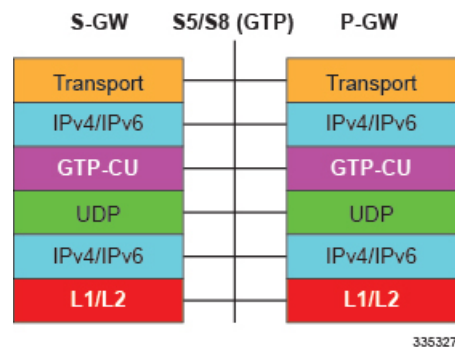 S-GW S5/S8 (GTP) P-GW
Transport Transport
IPv4/IPv6 IPv4/IPv6
GTP-CU GTP-CU
UDP UDP
IPv4/IPv6 IPv4/IPv6
L1/L2 L1/L2
335327